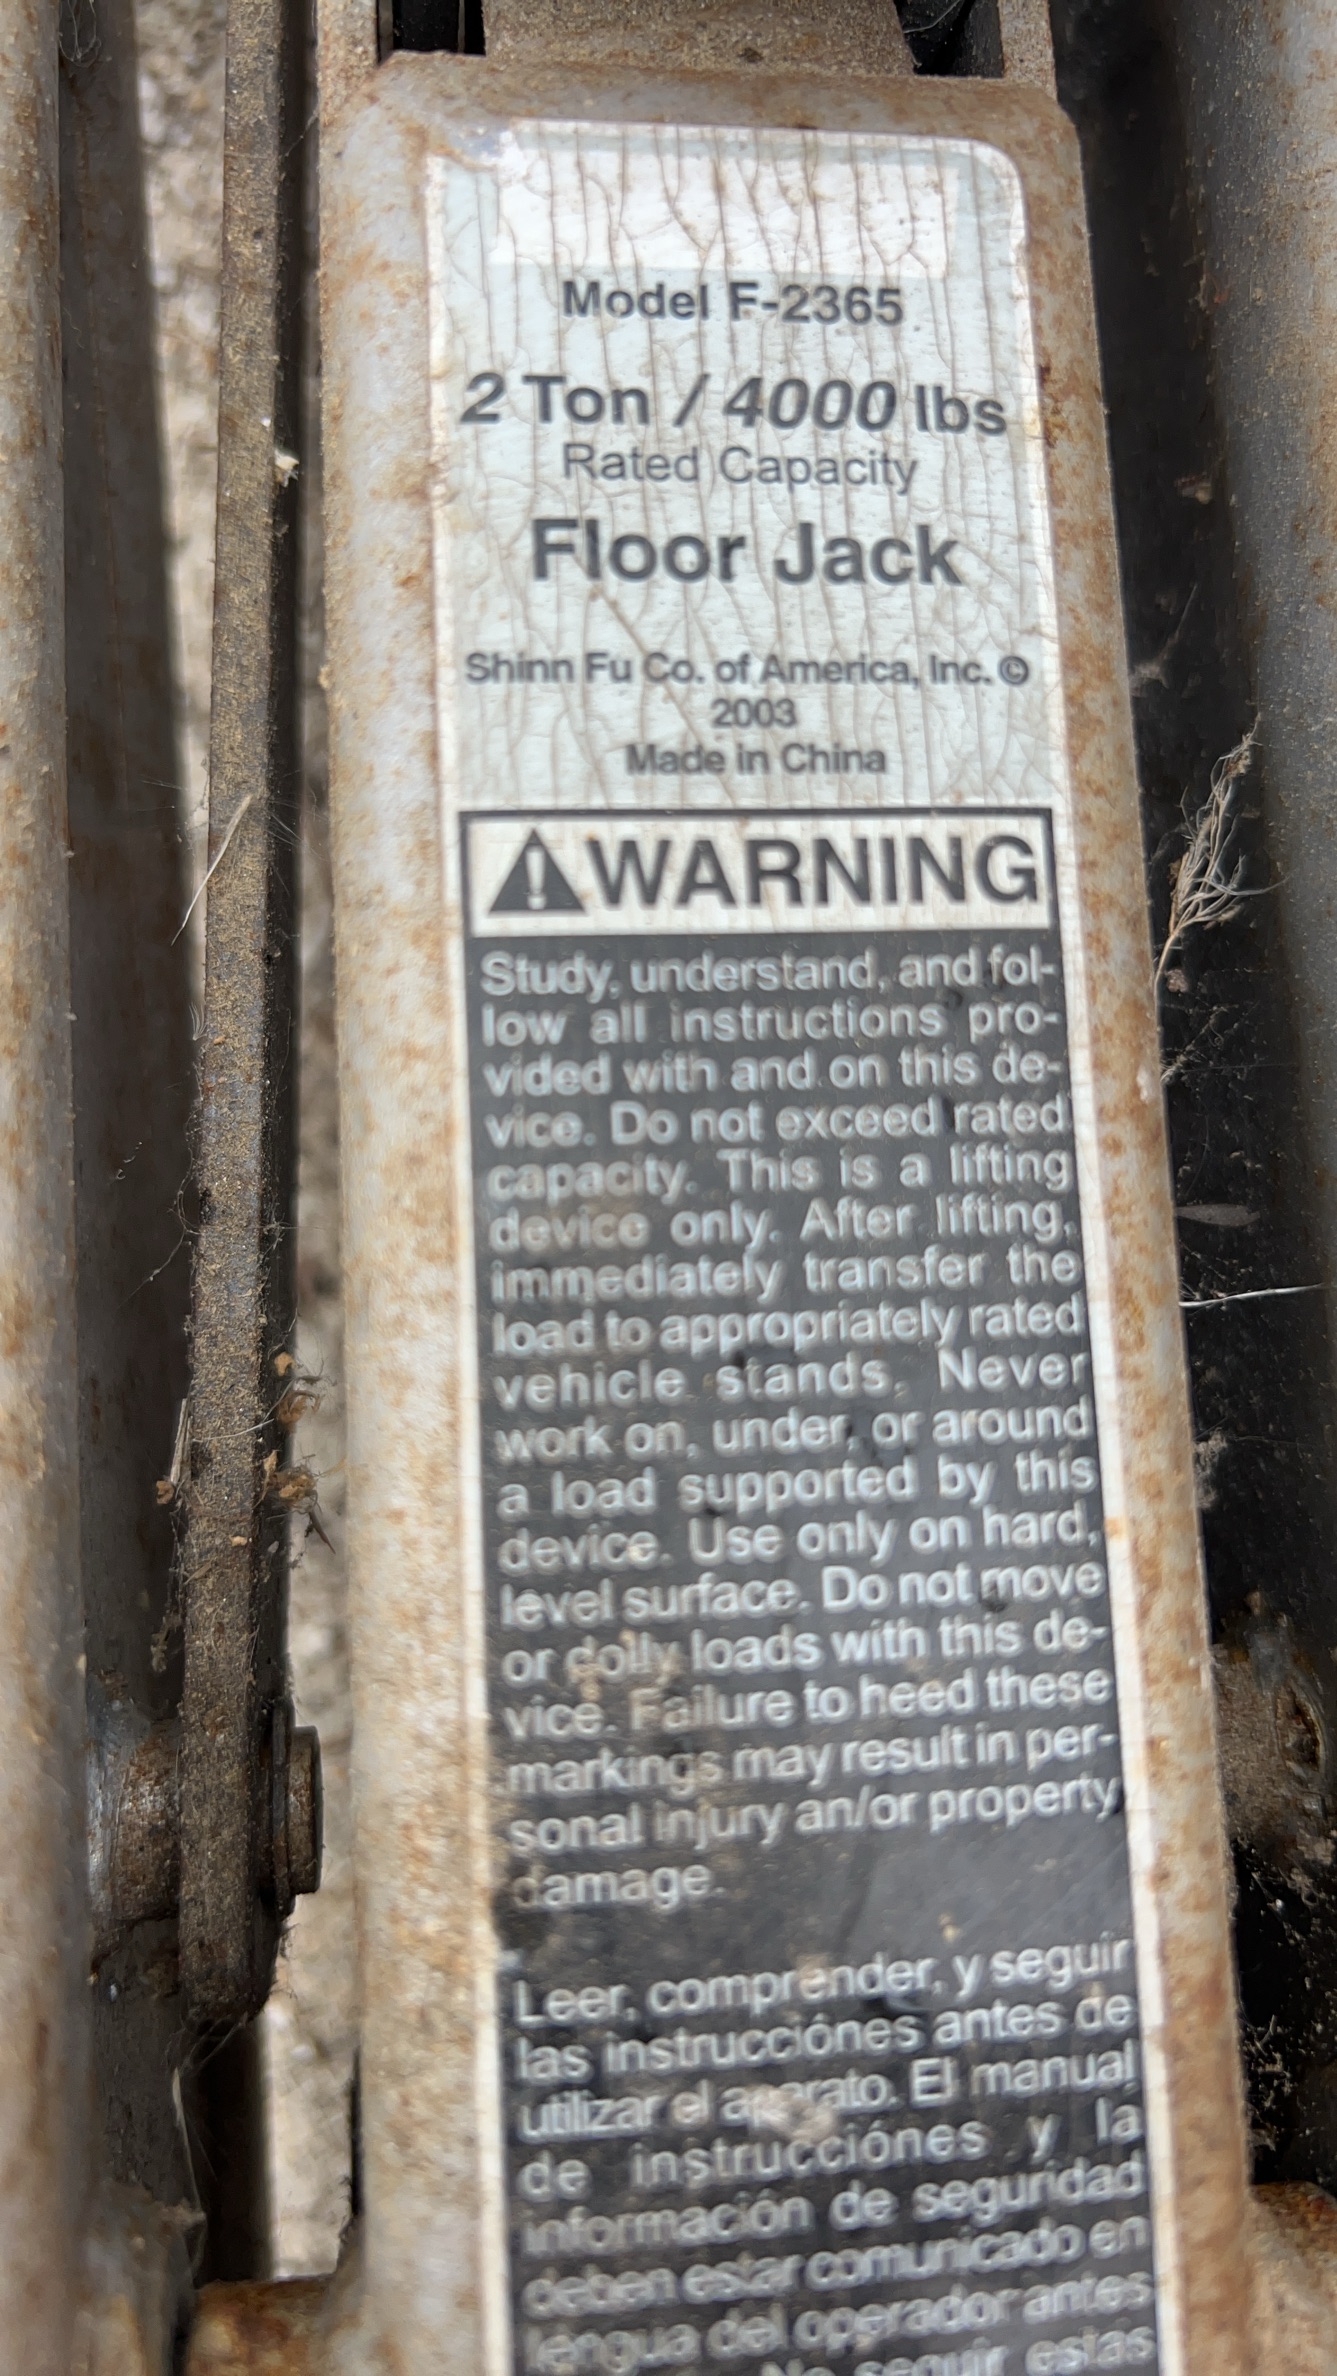 Model F-2365
2 Ton / 4000 lbs
Rated Capacity
Floor Jack
Shinn Fu Co. of America, Inc. ©
2003
Made in China
WARNING
Study, understand, and fol-
low all instructions pro-
vided with and on this de-
vice. Do not exceed rated
capacity. This is a lifting
device only. After lifting,
immediately transfer the
load to appropriately rated
vehicle stands. Never
work on, under, or around
a load supported by this
device. Use only on hard,
level surface. Do not move
or dolly loads with this de-
vice. Failure to heed these
markings may result in per-
sonal injury an/or property
damage.
Leer, comprender, y seguir
las instrucciónes antes de
utilizar el aparato. El manual
de instrucciónes y la
información de seguridad
deben estar comunicado en
lengua del operador antes
No seguir estas